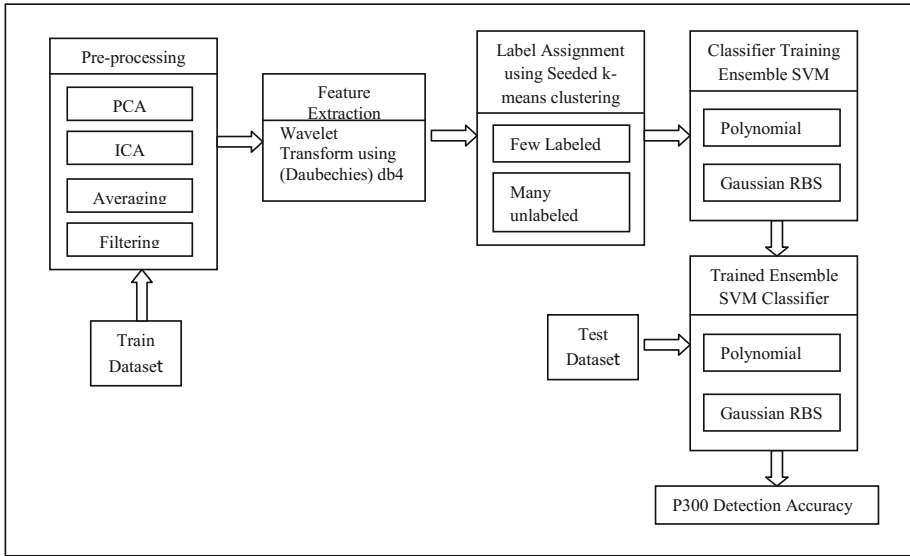 Pre-processing
PCA
ICA
Averaging
Filtering
Train
Dataset
Feature
Extraction
Wavelet
Transform using
(Daubechies) db4
Label Assignment
using Seeded k-
means clustering
Few Labeled
Many
unlabeled
Classifier Training
Ensemble SVM
Polynomial
Gaussian RBS
Trained Ensemble
SVM Classifier
Polynomial
Gaussian RBS
Test
Dataset
P300 Detection Accuracy